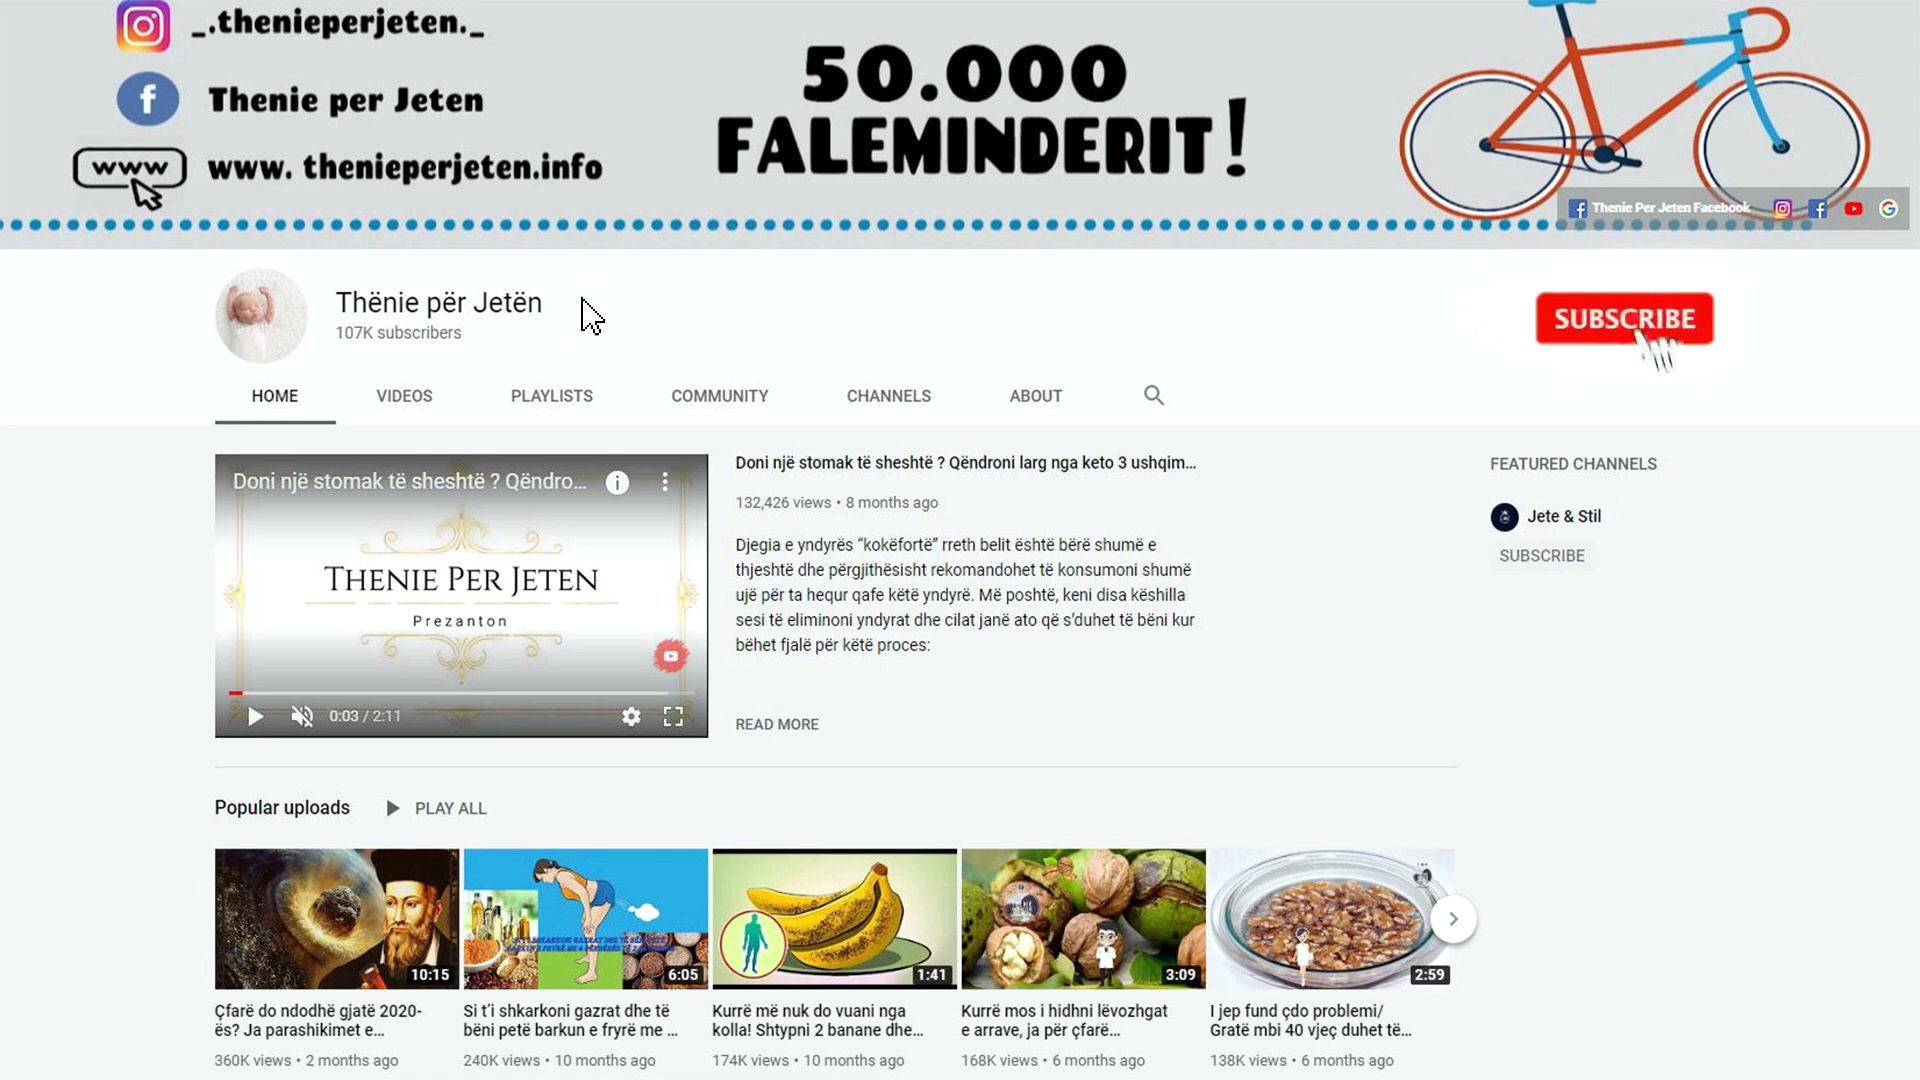 _.thenieperjeten._
Thenie per Jeten
www
www. thenieperjeten.info
50.000
FALEMINDERIT!
Thenie Per Jeten Facebook
Thënie për Jetën
107K subscribers
SUBSCRIBE
HOME
VIDEOS
PLAYLISTS
COMMUNITY
CHANNELS
ABOUT
Doni një stomak të sheshtë ? Qëndro...
THENIE PER JETEN
Prezanton
0:03 / 2:11
Doni një stomak të sheshtë ? Qëndroni larg nga keto 3 ushqim...
132,426 views • 8 months ago
Djegia e yndyrës “kokëfortë” rreth belit është bërë shumë e
thjeshtë dhe përgjithësisht rekomandohet të konsumoni shumë
ujë për ta hequr qafe këtë yndyrë. Më poshtë, keni disa këshilla
sesi të eliminoni yndyrat dhe cilat janë ato që s’duhet të bëni kur
bëhet fjalë për këtë proces:
READ MORE
FEATURED CHANNELS
Jete & Stil
SUBSCRIBE
Popular uploads
PLAY ALL
10:15
6:05
1:41
3:09
2:59
Çfarë do ndodhë gjatë 2020-
ës? Ja parashikimet e...
360K views • 2 months ago
Si t’i shkarkoni gazrat dhe të
bëni petë barkun e fryrë me ...
240K views • 10 months ago
Kurrë më nuk do vuani nga
kolla! Shtypni 2 banane dhe...
174K views • 10 months ago
Kurrë mos i hidhni lëvozhgat
e arrave, ja për çfarë...
168K views • 6 months ago
I jep fund çdo problemi/
Gratë mbi 40 vjeç duhet të...
138K views • 6 months ago